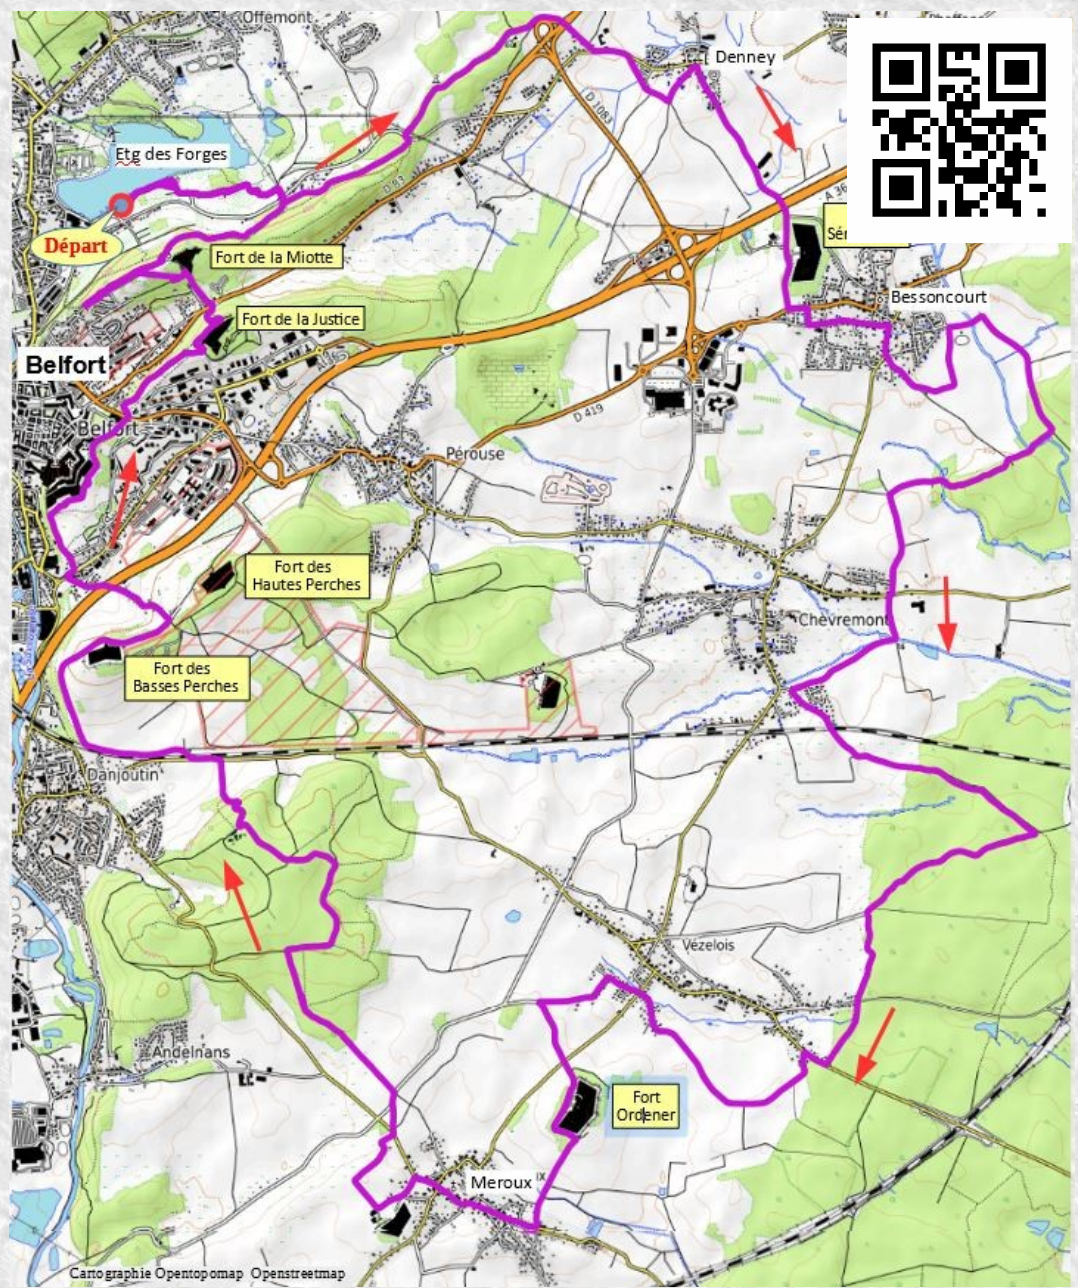 Offemont
Denney
D 1083
Etg des Forges
D 83
A 36
Départ
Fort de la Miotte
Bessoncourt
Fort de la Justice
Belfort
D 419
Belfort
Pérouse
Fort des
Hautes Perches
Chèvremont
Fort des
Basses Perches
Danjoutin
Vézelois
Andelnans
Fort
Ordener
Meroux
Cartographie Opentopomap Openstreetmap